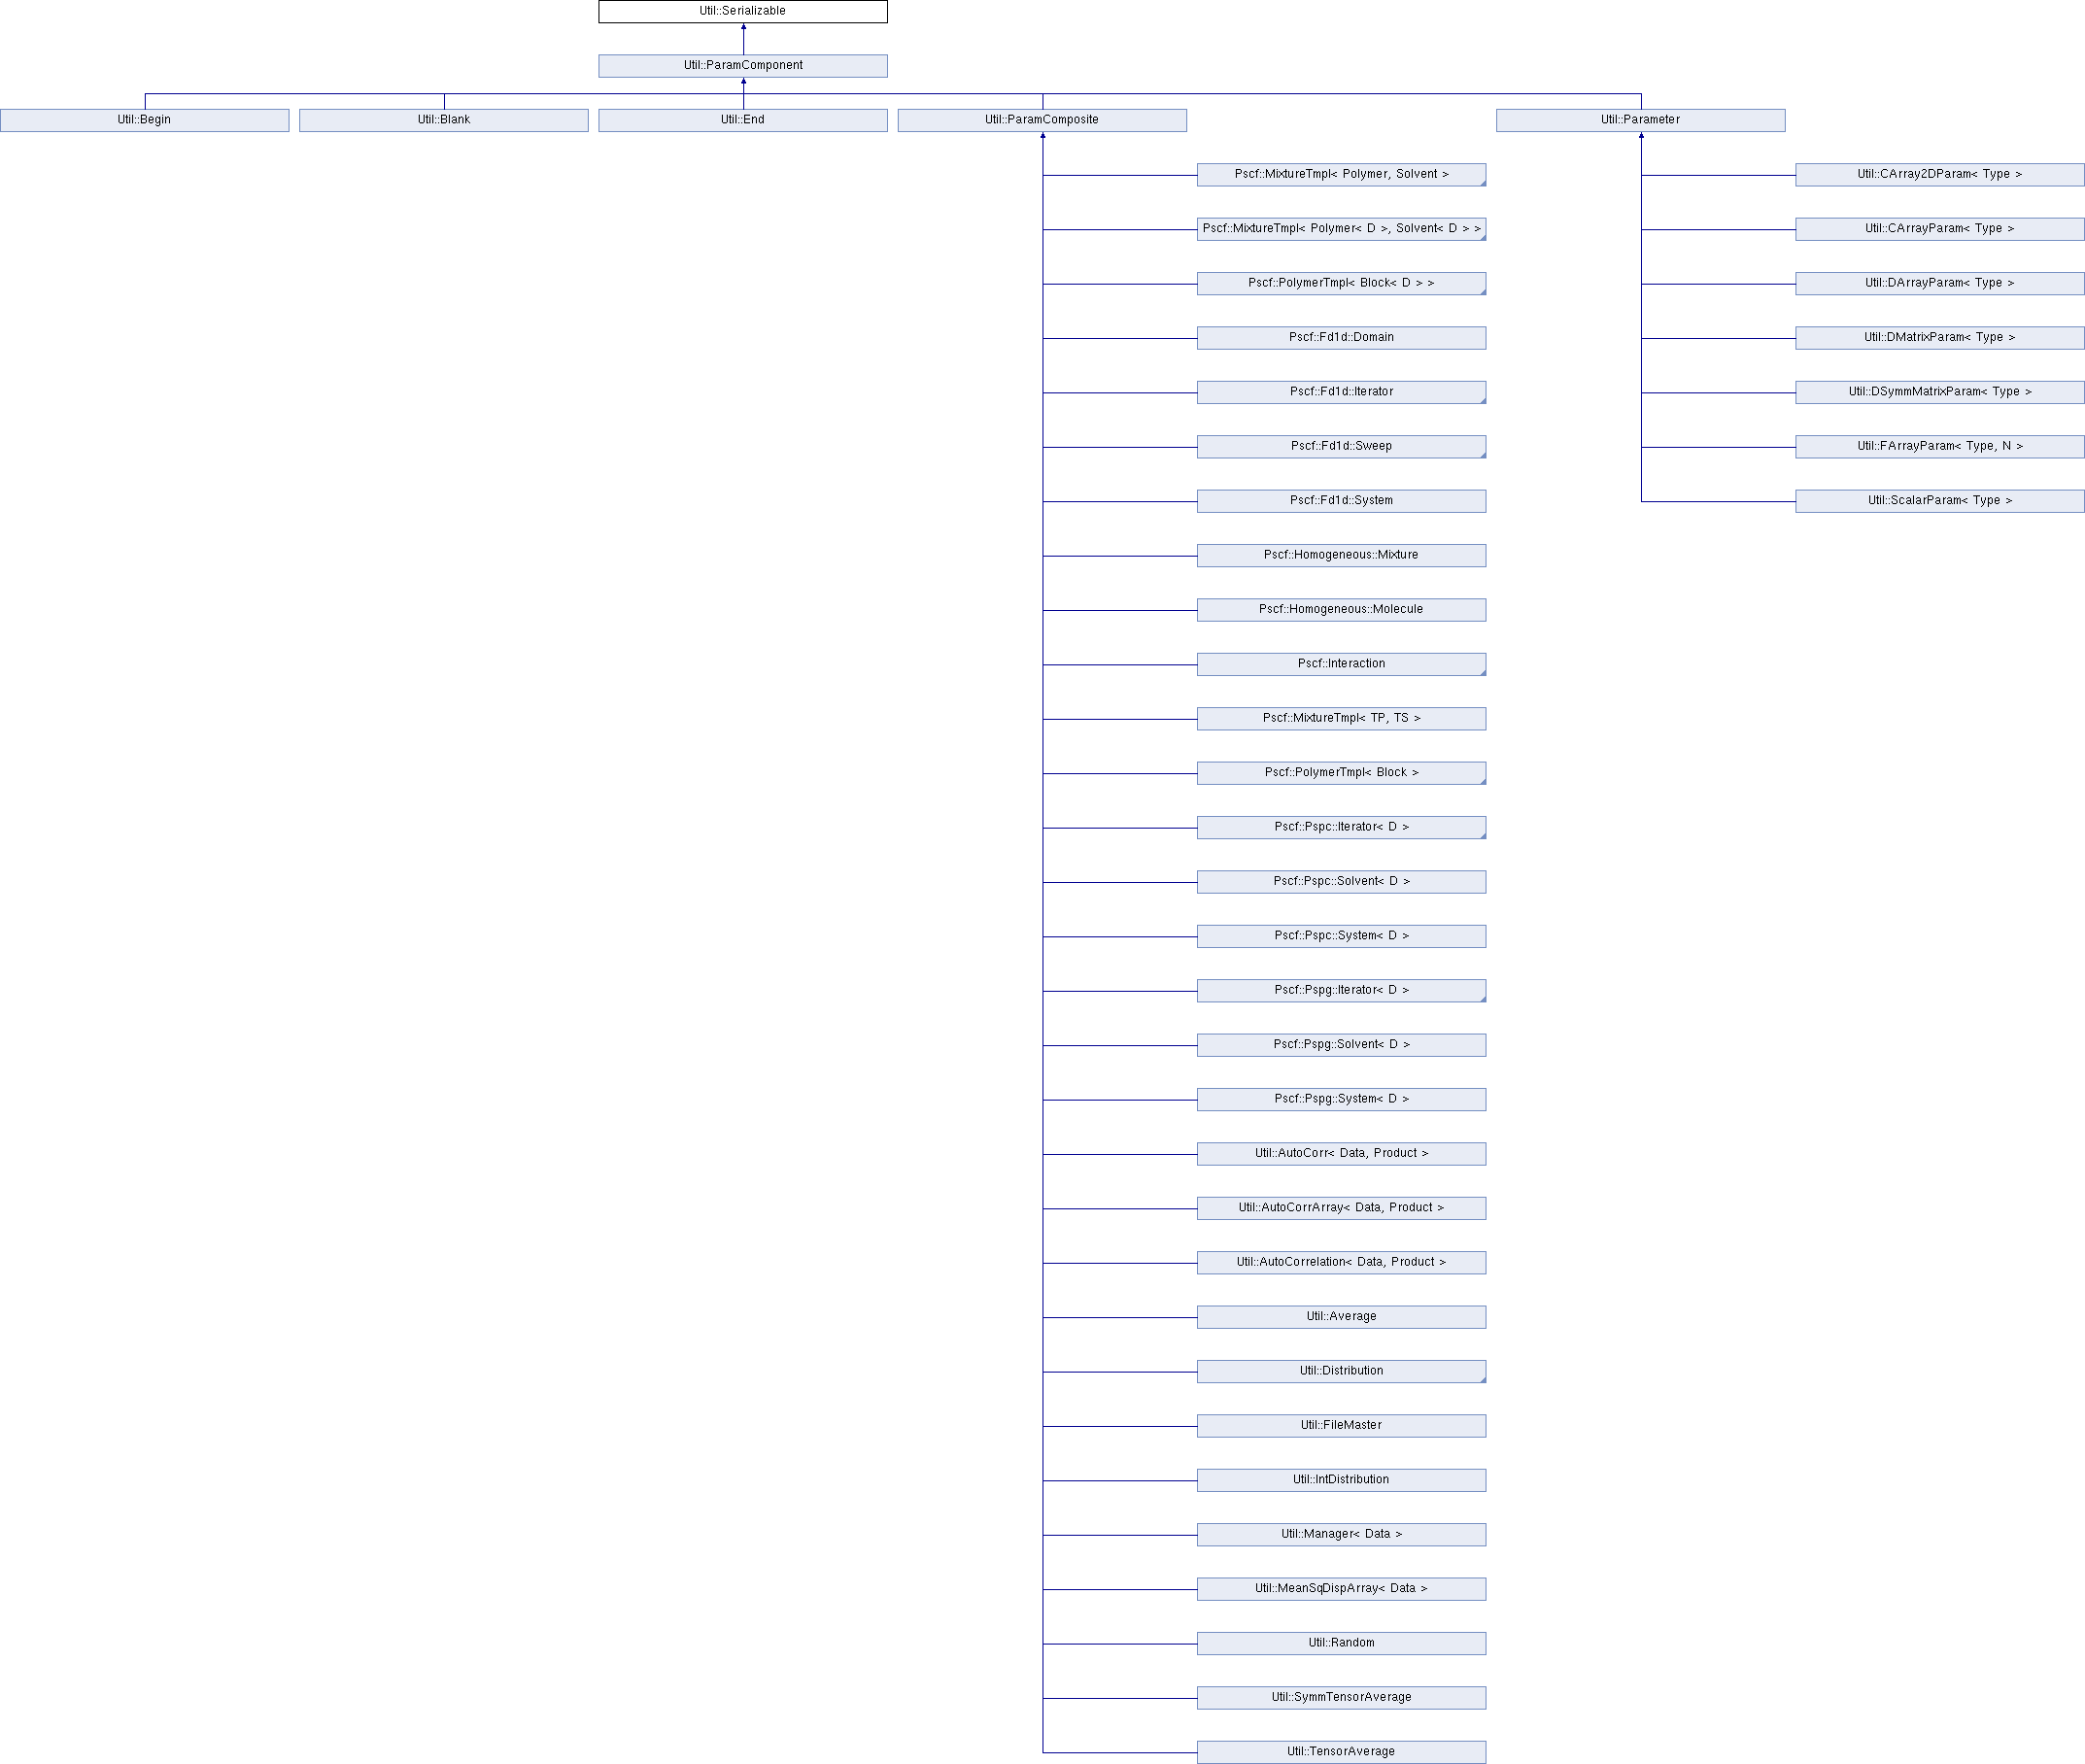 Util::Serializable
Util::ParamComponent
Util::Begin
Util::Blank
Util::End
Util::ParamComposite
Util::Parameter
Pscf::MixtureTmpl< Polymer, Solvent >
Util::CArray2DParam< Type >
Pscf::MixtureTmpl< Polymer< D >, Solvent< D > >
Util::CArrayParam< Type >
Pscf::PolymerTmpl< Block< D > >
Util::DArrayParam< Type >
Pscf::Fd1d::Domain
Util::DMatrixParam< Type >
Pscf::Fd1d::Iterator
Util::DSymmMatrixParam< Type >
Pscf::Fd1d::Sweep
Util::FArrayParam< Type, N >
Pscf::Fd1d::System
Util::ScalarParam< Type >
Pscf::Homogeneous::Mixture
Pscf::Homogeneous::Molecule
Pscf::Interaction
Pscf::MixtureTmpl< TP, TS >
Pscf::PolymerTmpl< Block >
Pscf::Pspc::Iterator< D >
Pscf::Pspc::Solvent< D >
Pscf::Pspc::System< D >
Pscf::Pspg::Iterator< D >
Pscf::Pspg::Solvent< D >
Pscf::Pspg::System< D >
Util::AutoCorr< Data, Product >
Util::AutoCorrArray< Data, Product >
Util::AutoCorrelation< Data, Product >
Util::Average
Util::Distribution
Util::FileMaster
Util::IntDistribution
Util::Manager< Data >
Util::MeanSqDispArray< Data >
Util::Random
Util::SymmTensorAverage
Util::TensorAverage